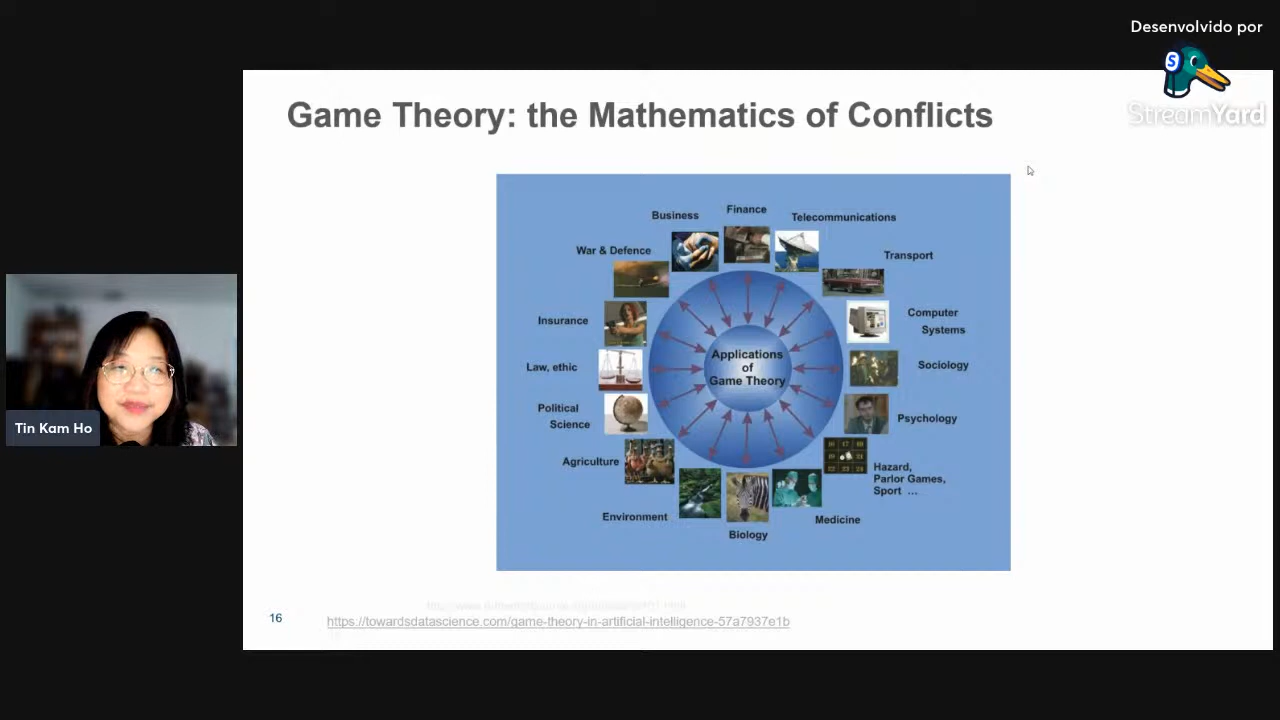 Desenvolvido por
S
StreamYard
Game Theory: the Mathematics of Conflicts
Business
Finance
Telecommunications
War & Defence
Transport
Insurance
Computer
Systems
Law, ethic
Applications
of
Game Theory
Sociology
Political
Science
Psychology
Agriculture
Hazard,
Parlor Games,
Sport ...
Environment
Medicine
Biology
Tin Kam Ho
16
https://towardsdatascience.com/game-theory-in-artificial-intelligence-57a7937e1b